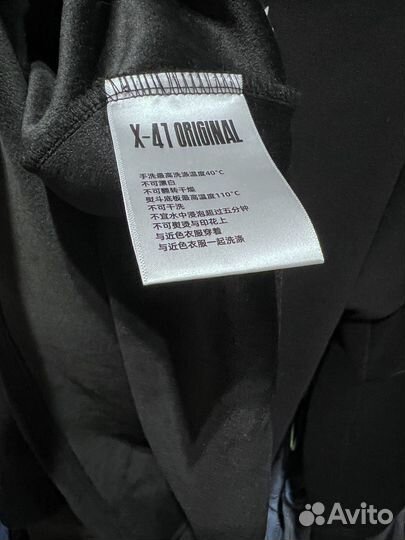 X-41 ORIGINAL
手洗最高洗涤温度40°C
不可漂白
不可翻转干燥
熨斗底板最高温度110°C
不可干洗
不宜水中浸泡超过五分钟
不可熨烫与印花上
与近色衣服穿着
与近色衣服一起洗涤
Avito